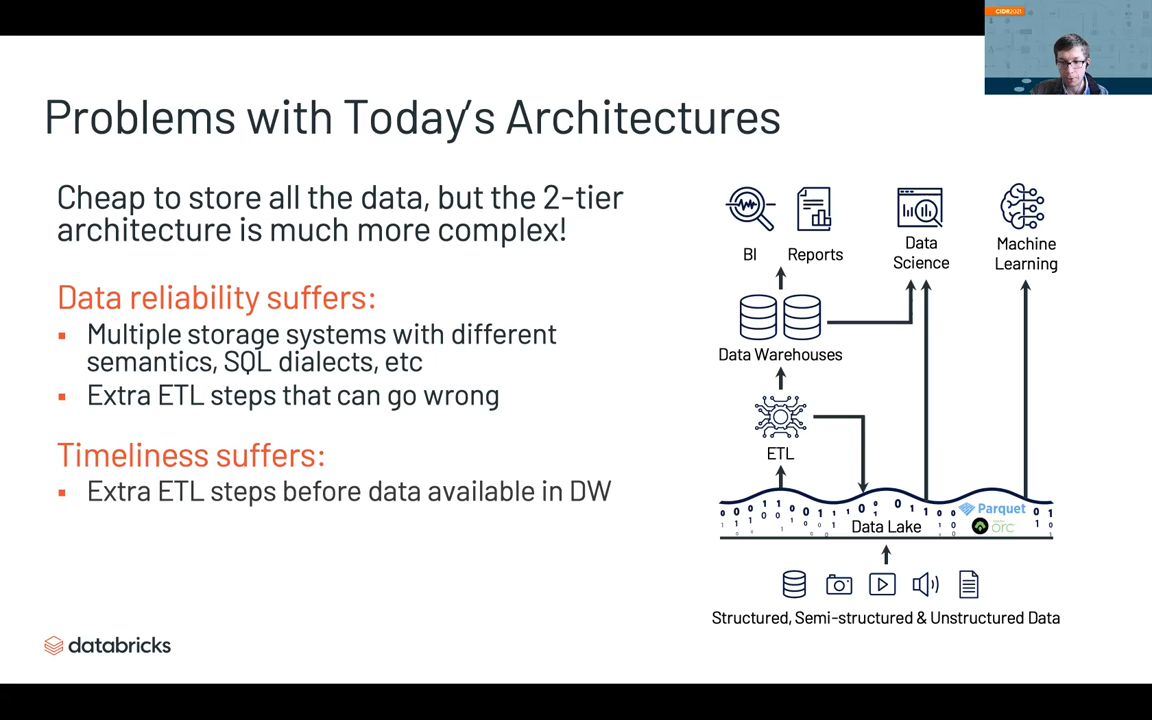 CIDR2021
Problems with Today's Architectures
Cheap to store all the data, but the 2-tier
architecture is much more complex!
Data reliability suffers:
▪ Multiple storage systems with different
semantics, SQL dialects, etc
▪ Extra ETL steps that can go wrong
Timeliness suffers:
▪ Extra ETL steps before data available in DW
databricks
BI
Reports
Data
Science
Machine
Learning
Data Warehouses
ETL
Data Lake
Parquet
orc
Structured, Semi-structured & Unstructured Data